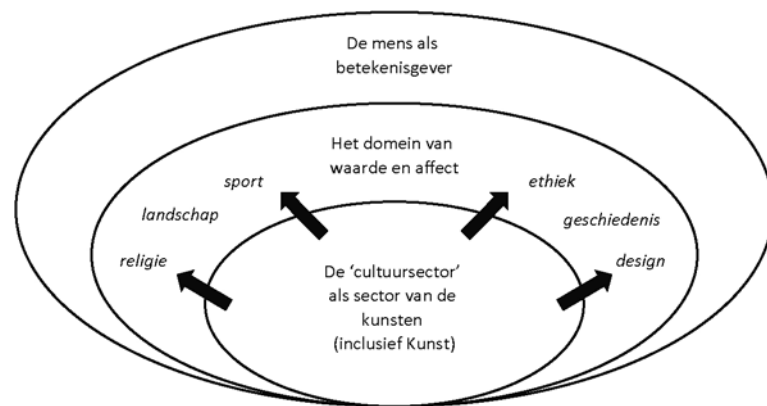 De mens als
betekenisgever
Het domein van
waarde en affect
sport
ethiek
landschap
geschiedenis
religie
design
De ‘cultuursector’
als sector van de
kunsten
(inclusief Kunst)